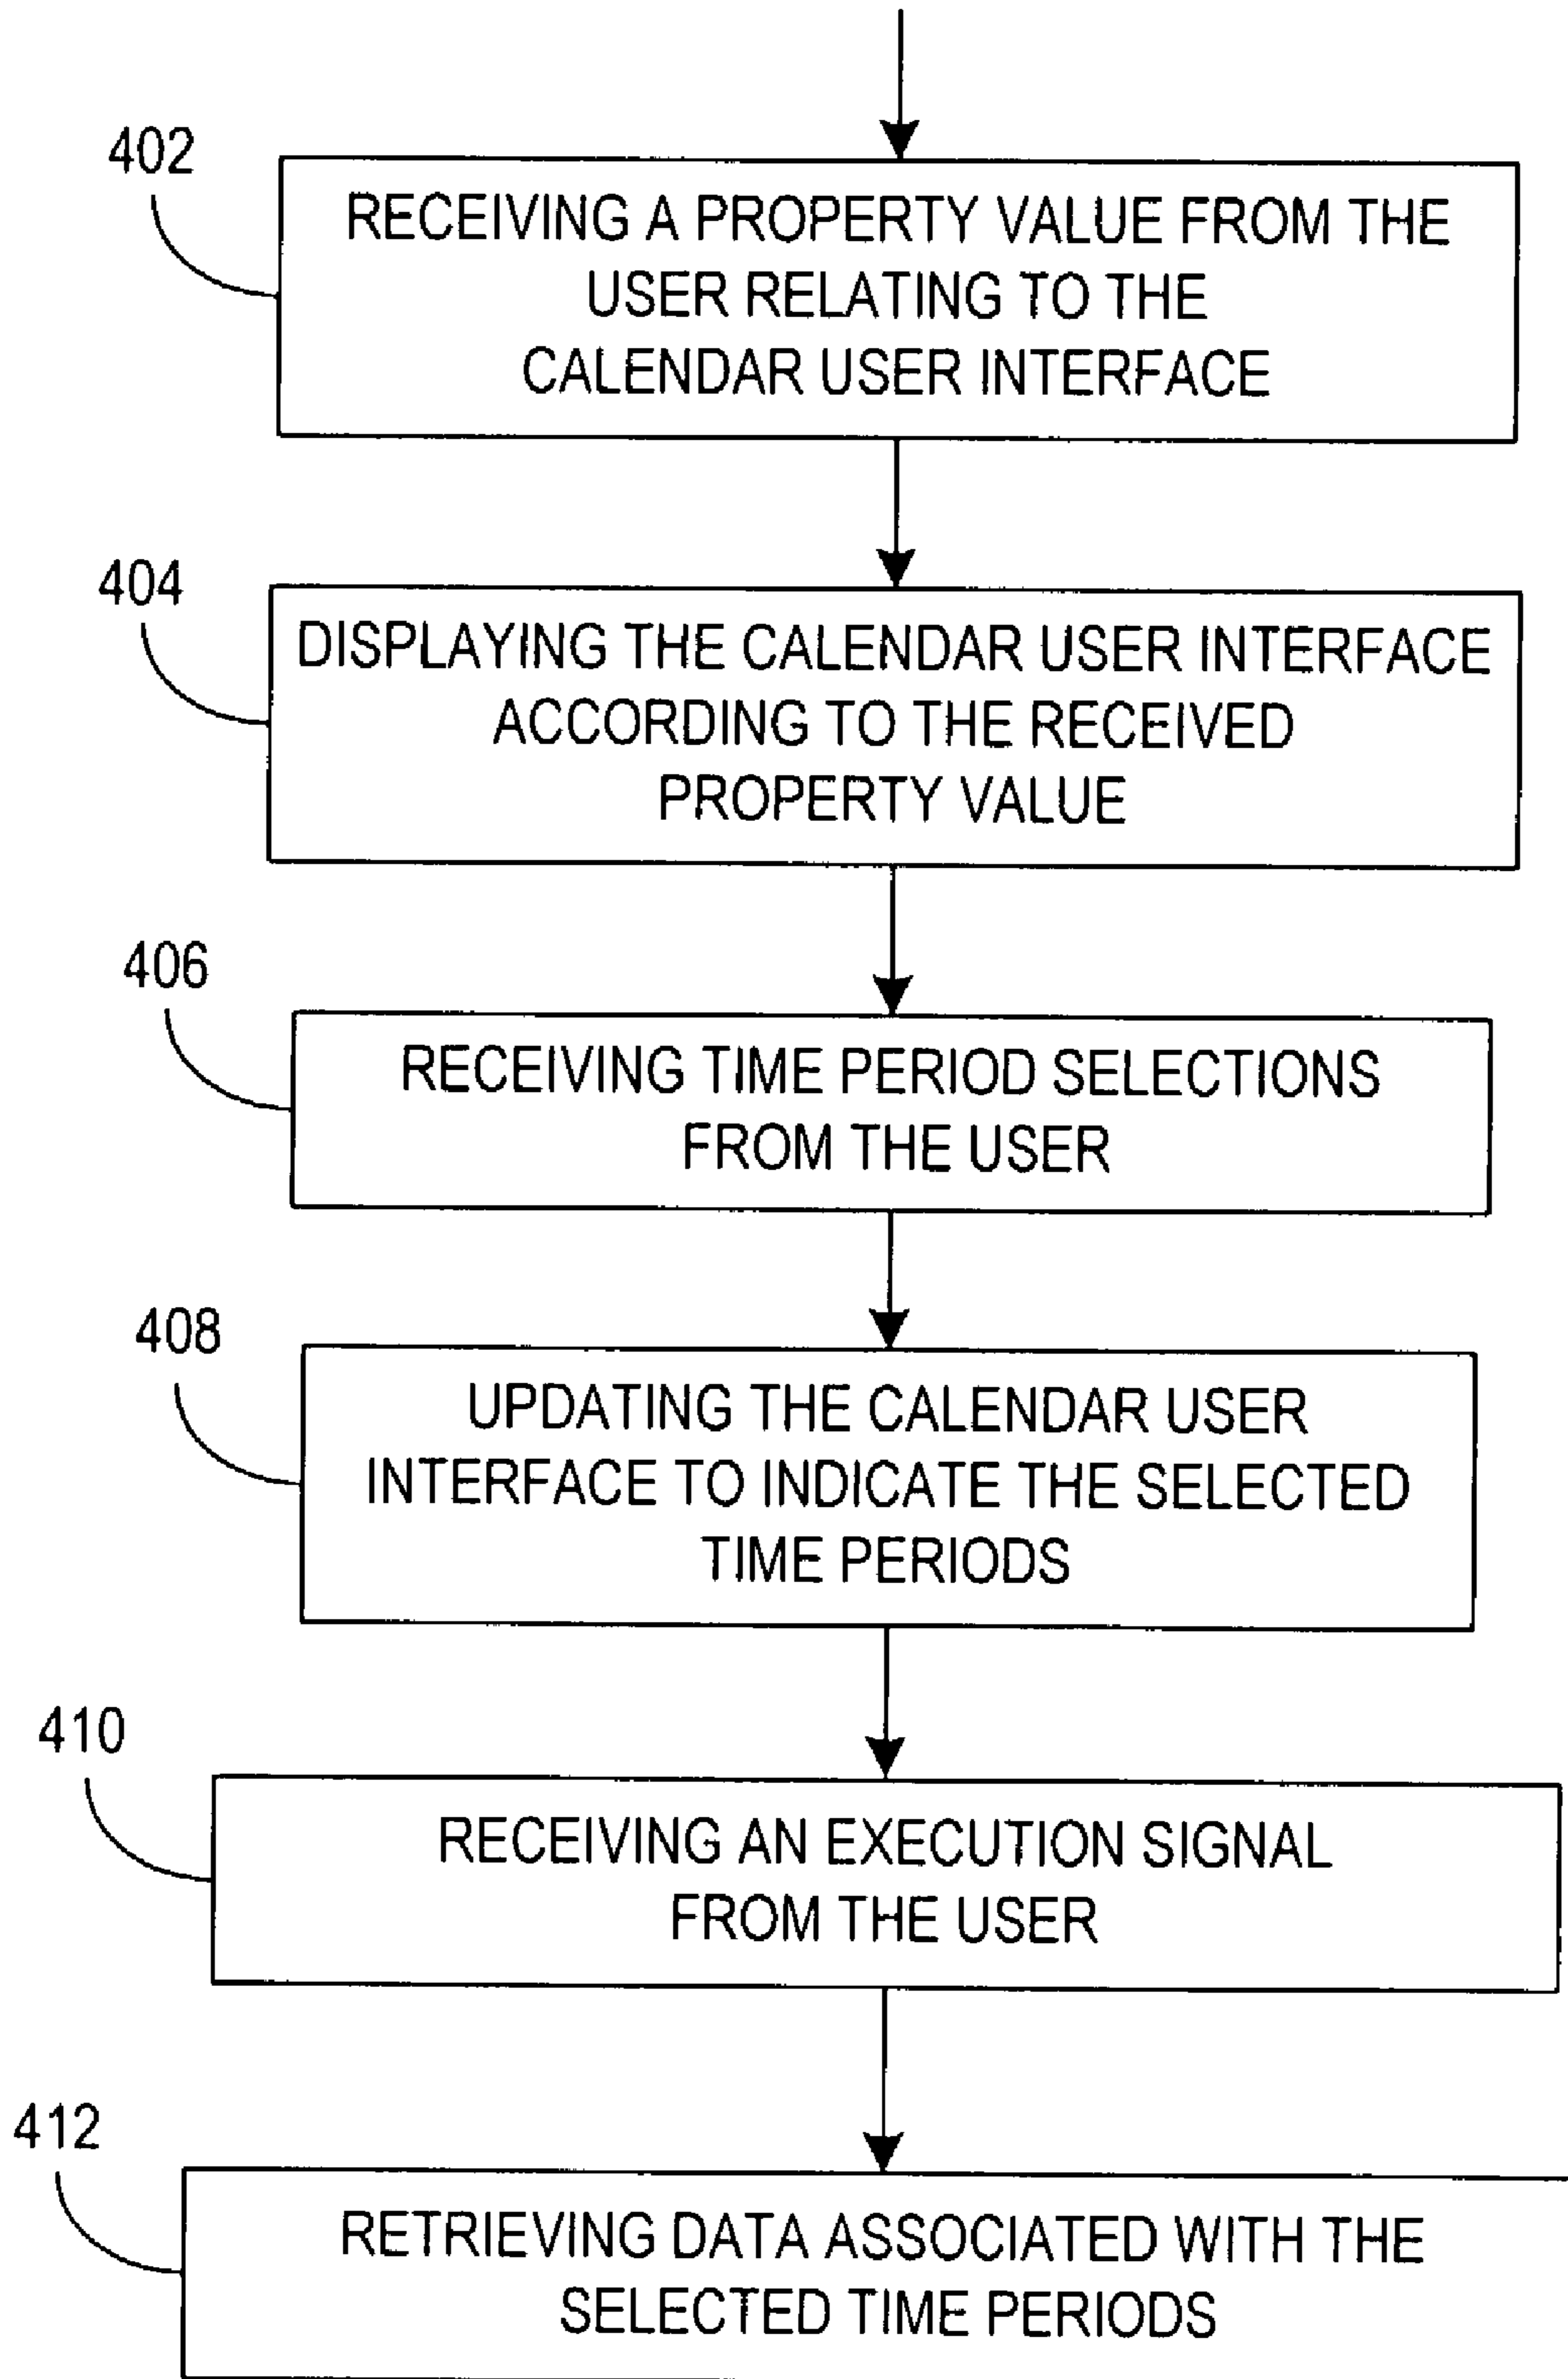 402
RECEIVING A PROPERTY VALUE FROM THE
USER RELATING TO THE
CALENDAR USER INTERFACE
404
DISPLAYING THE CALENDAR USER INTERFACE
ACCORDING TO THE RECEIVED
PROPERTY VALUE
406
RECEIVING TIME PERIOD SELECTIONS
FROM THE USER
408
UPDATING THE CALENDAR USER
INTERFACE TO INDICATE THE SELECTED
TIME PERIODS
410
RECEIVING AN EXECUTION SIGNAL
FROM THE USER
412
RETRIEVING DATA ASSOCIATED WITH THE
SELECTED TIME PERIODS